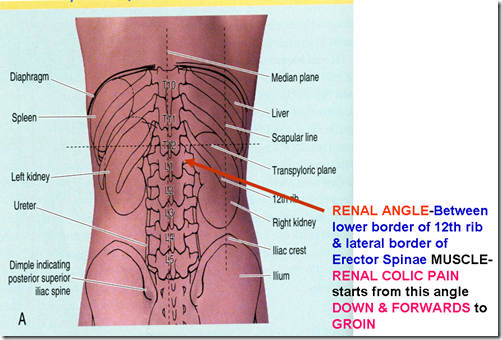 Diaphragm
Spleen
Left kidney
Ureter
Dimple indicating
posterior superior
iliac spine
A
T10
T11
T12
L1
L2
L3
L4
L5
Median plane
Liver
Scapular line
Transpyloric plane
12th rib
Right kidney
Iliac crest
Ilium
RENAL ANGLE-Between
lower border of 12th rib
& lateral border of
Erector Spinae MUSCLE-
RENAL COLIC PAIN
starts from this angle
DOWN & FORWARDS to
GROIN